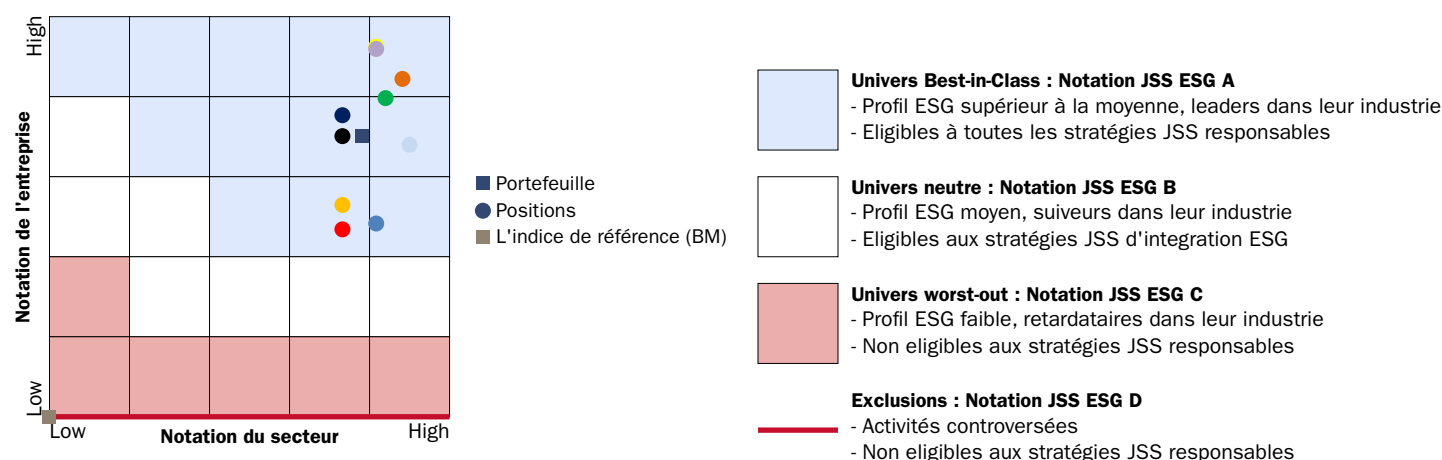 High
Notation de l'entreprise
Low
Low
Notation du secteur
High
Portefeuille
Positions
L'indice de référence (BM)
Univers Best-in-Class : Notation JSS ESG A
- Profil ESG supérieur à la moyenne, leaders dans leur industrie
- Eligibles à toutes les stratégies JSS responsables
Univers neutre : Notation JSS ESG B
- Profil ESG moyen, suiveurs dans leur industrie
- Eligibles aux stratégies JSS d'integration ESG
Univers worst-out : Notation JSS ESG C
- Profil ESG faible, retardataires dans leur industrie
- Non eligibles aux stratégies JSS responsables
Exclusions : Notation JSS ESG D
- Activités controversées
- Non eligibles aux stratégies JSS responsables